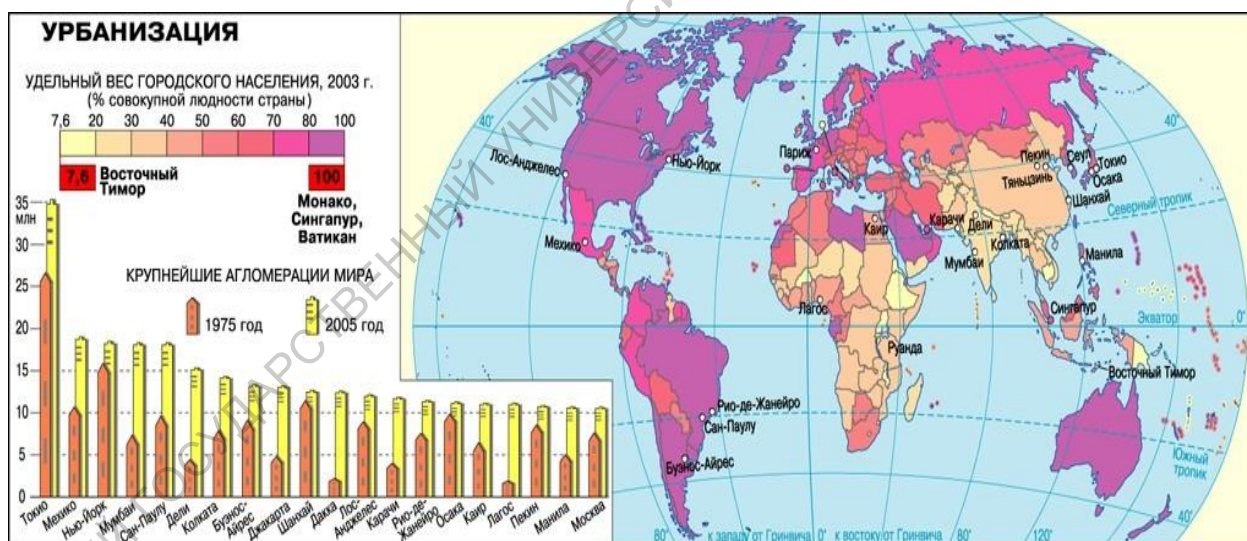 УРБАНИЗАЦИЯ
УДЕЛЬНЫЙ ВЕС ГОРОДСКОГО НАСЕЛЕНИЯ, 2003 г.
(% совокупной людности страны)
7,6 20 30 40 50 60 70 80 100
7,6 Восточный
Тимор
100
Монако,
Сингапур,
Ватикан
35
млн
30
25
20
15
10
5
0
КРУПНЕЙШИЕ АГЛОМЕРАЦИИ МИРА
1975 год
2005 год
Токио
Мехико
Нью-Йорк
Мумбаи
Сан-Паулу
Дели
Колката
Буэнос-
Айрес
Джакарта
Шанхай
Дакка
Лос-
Анджелес
Карачи
Рио-де-
Жанейро
Осака
Каир
Лагос
Пекин
Манила
Москва
40°
40°
Лос-Анджелес
Нью-Йорк
Париж
Пекин
Сеул
Токио
Тяньцзинь
Осака
Шанхай
Северный тропик
Мехико
Каир
Карачи
Дели
Мумбаи
Колката
Манила
Лагос
Сингапур
Экватор
0°
Руанда
Восточный Тимор
Рио-де-Жанейро
Сан-Паулу
Буэнос-Айрес
Южный
тропик
40°
80°
к западу от Гринвича 0° к востоку от Гринвича
80°
120°
ГОСУДАРСТВЕННЫЙ УНИВЕРСИ